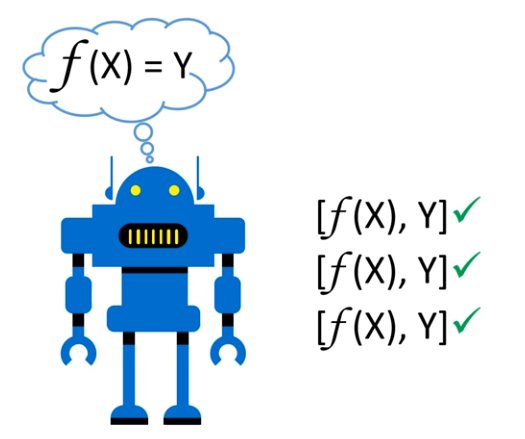 f(X) = Y
[f(X), Y]✓
[f(X), Y]✓
[f(X), Y]✓